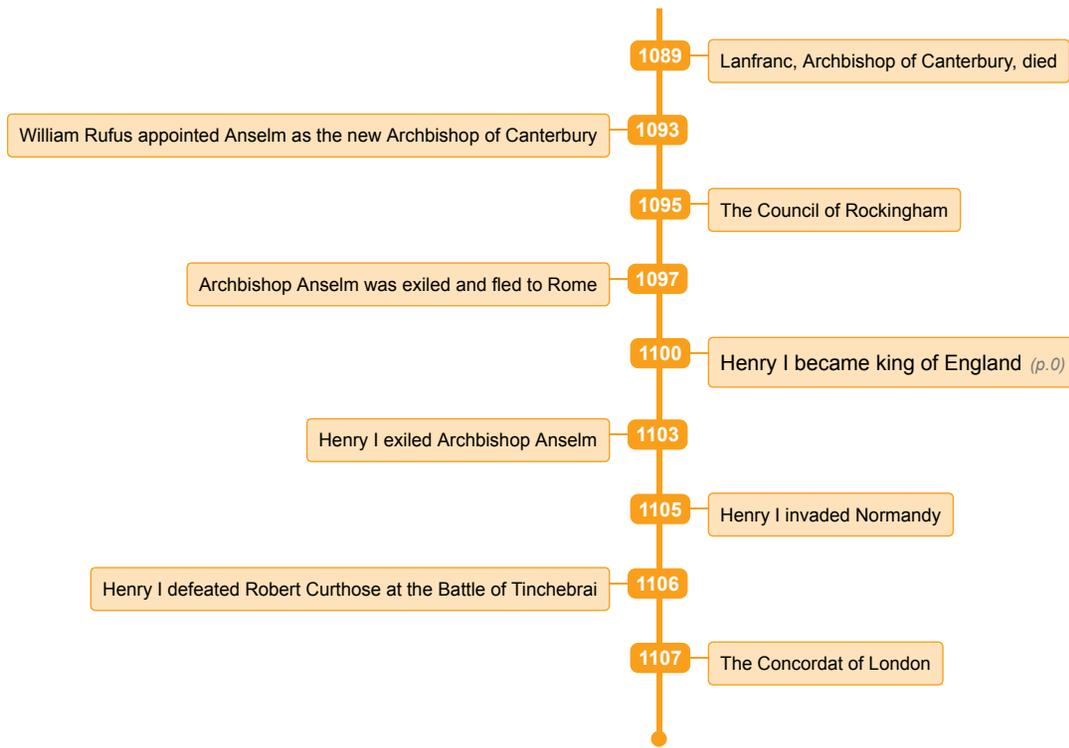 1089
Lanfranc, Archbishop of Canterbury, died
William Rufus appointed Anselm as the new Archbishop of Canterbury
1093
1095
The Council of Rockingham
Archbishop Anselm was exiled and fled to Rome
1097
1100
Henry I became king of England (p.0)
Henry I exiled Archbishop Anselm
1103
1105
Henry I invaded Normandy
Henry I defeated Robert Curthose at the Battle of Tinchebrai
1106
1107
The Concordat of London